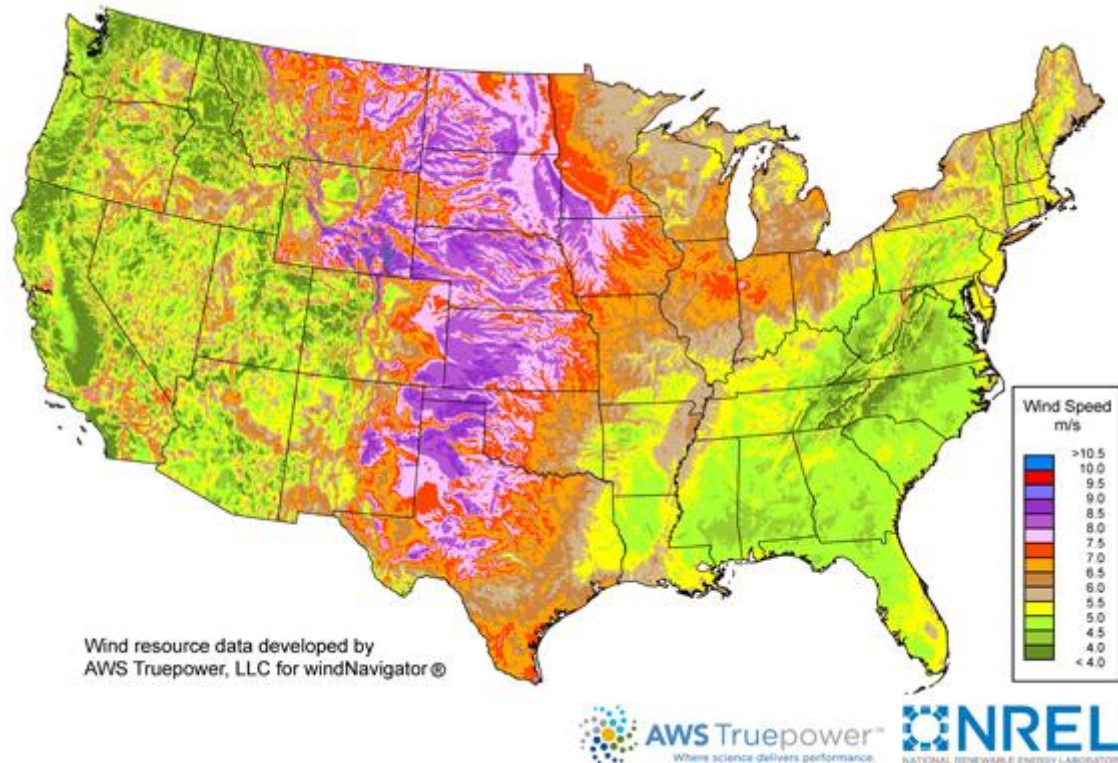 Wind Speed
m/s
>10.5
10.0
9.5
9.0
8.5
8.0
7.5
7.0
6.5
6.0
5.5
5.0
4.5
4.0
< 4.0
Wind resource data developed by
AWS Truepower, LLC for windNavigator ®
AWS Truepower™
Where science delivers performance.
NREL
NATIONAL RENEWABLE ENERGY LABORATOR